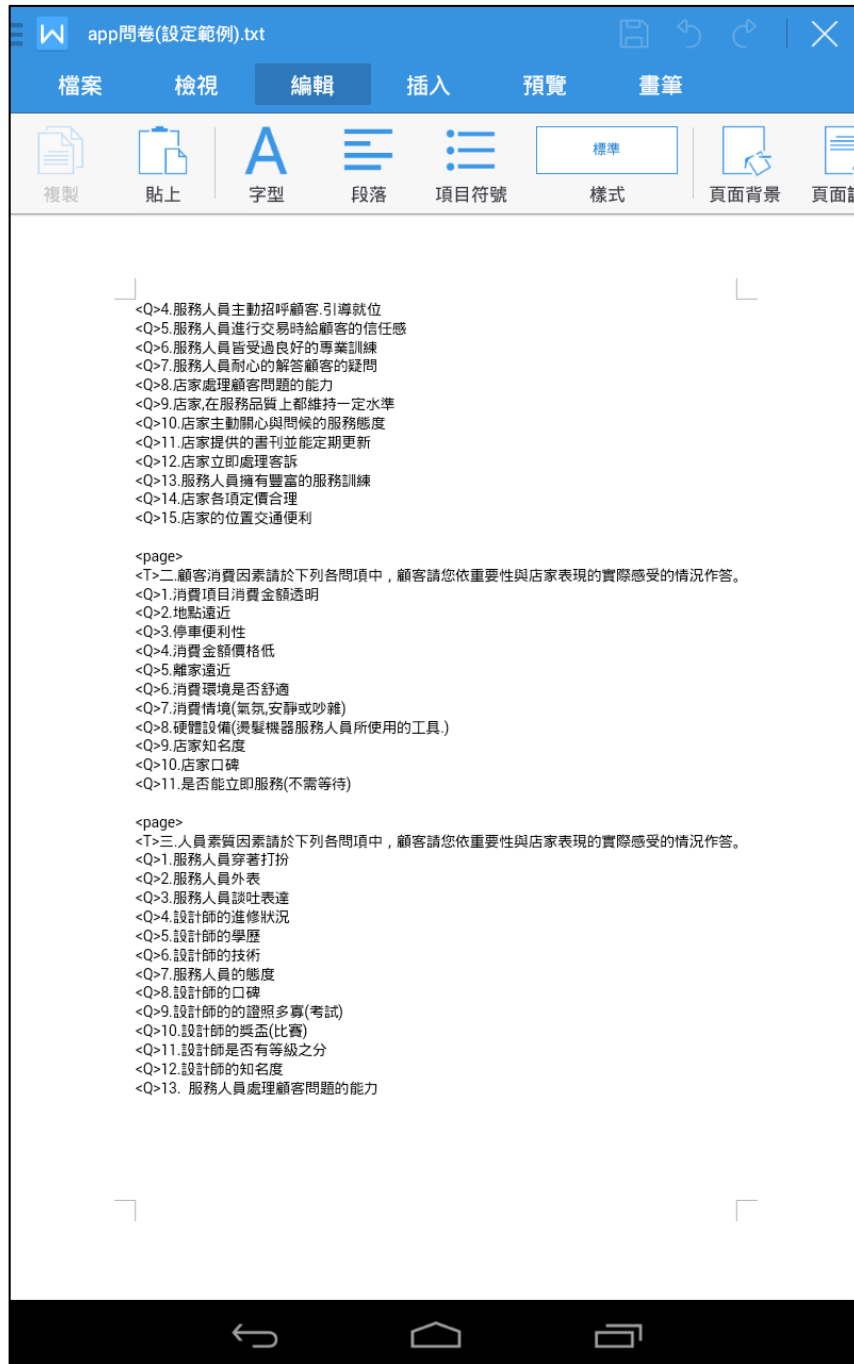 app問卷(設定範例).txt
檔案 檢視 編輯 插入 預覽 畫筆
標準
複製 貼上 字型 段落 項目符號 樣式 頁面背景 頁面
<Q>4.服務人員主動招呼顧客.引導就位
<Q>5.服務人員進行交易時給顧客的信任感
<Q>6.服務人員皆受過良好的專業訓練
<Q>7.服務人員耐心的解答顧客的疑問
<Q>8.店家處理顧客問題的能力
<Q>9.店家,在服務品質上都維持一定水準
<Q>10.店家主動關心與問候的服務態度
<Q>11.店家提供的書刊並能定期更新
<Q>12.店家立即處理客訴
<Q>13.服務人員擁有豐富的服務訓練
<Q>14.店家各項定價合理
<Q>15.店家的位置交通便利
<page>
<T>二.顧客消費因素請於下列各問項中，顧客請您依重要性與店家表現的實際感受的情況作答。
<Q>1.消費項目消費金額透明
<Q>2.地點遠近
<Q>3.停車便利性
<Q>4.消費金額價格低
<Q>5.離家遠近
<Q>6.消費環境是否舒適
<Q>7.消費情境(氣氛,安靜或吵雜)
<Q>8.硬體設備(燙髮機器服務人員所使用的工具.)
<Q>9.店家知名度
<Q>10.店家口碑
<Q>11.是否能立即服務(不需等待)
<page>
<T>三.人員素質因素請於下列各問項中，顧客請您依重要性與店家表現的實際感受的情況作答。
<Q>1.服務人員穿著打扮
<Q>2.服務人員外表
<Q>3.服務人員談吐表達
<Q>4.設計師的進修狀況
<Q>5.設計師的學歷
<Q>6.設計師的技術
<Q>7.服務人員的態度
<Q>8.設計師的口碑
<Q>9.設計師的的證照多寡(考試)
<Q>10.設計師的獎盃(比賽)
<Q>11.設計師是否有等級之分
<Q>12.設計師的知名度
<Q>13. 服務人員處理顧客問題的能力